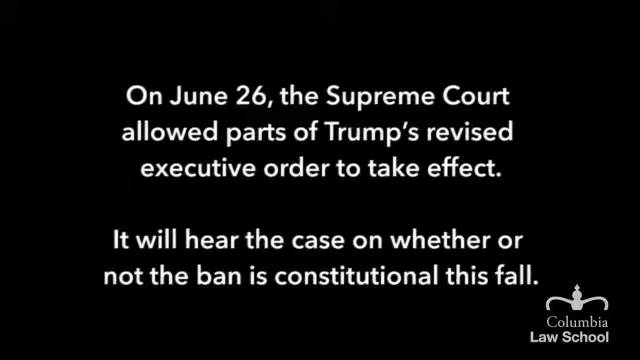 On June 26, the Supreme Court
allowed parts of Trump's revised
executive order to take effect.
It will hear the case on whether or
not the ban is constitutional this fall.
Columbia
Law School